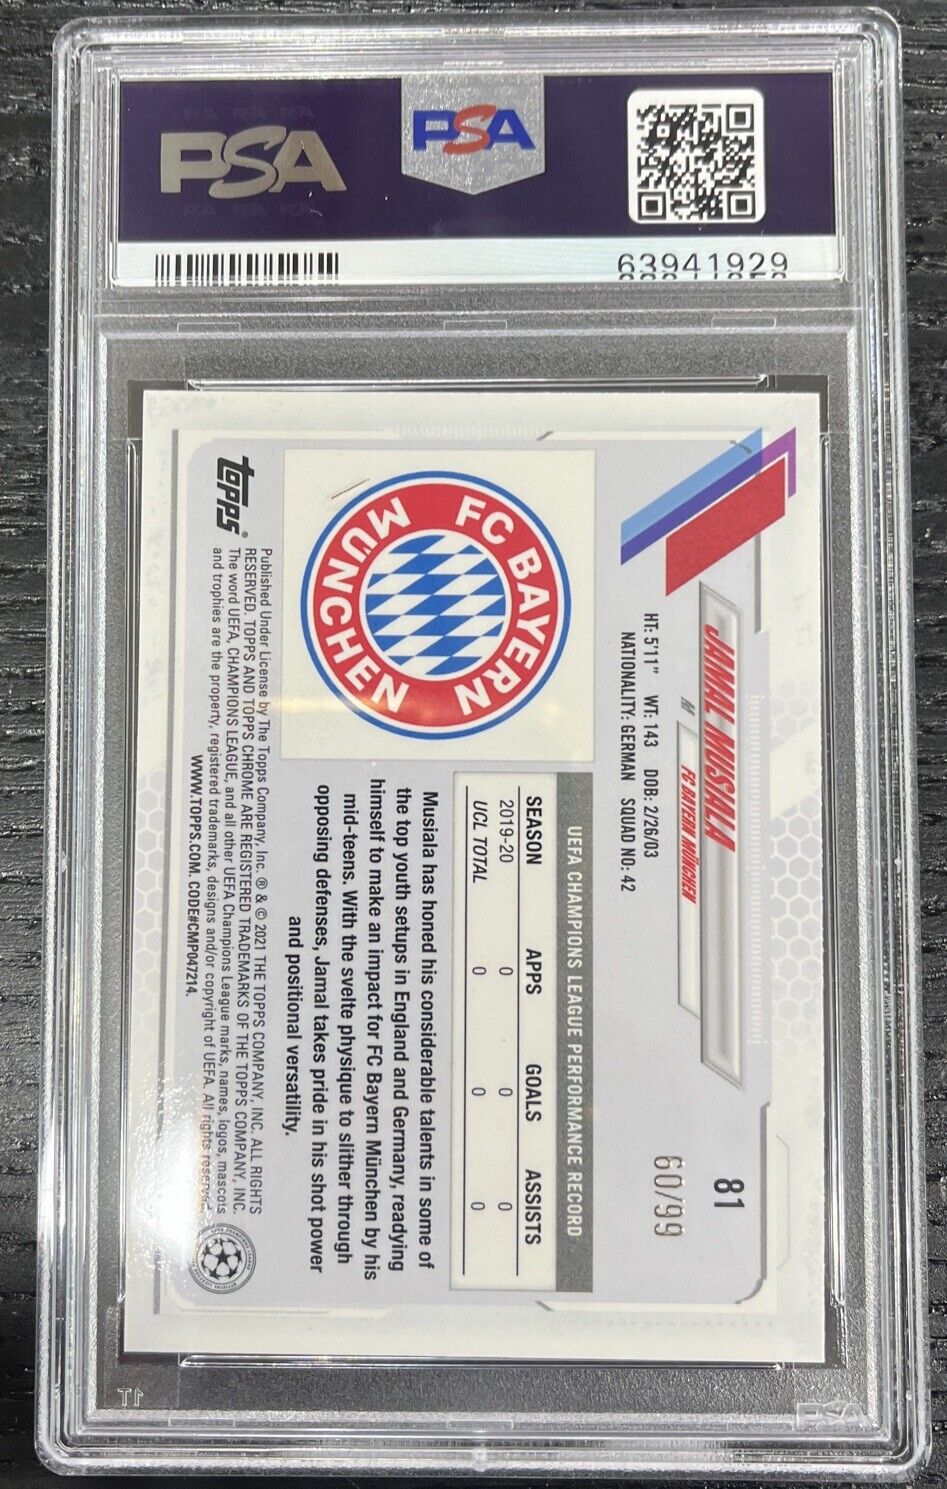 PSA
PSA
63941929
81
60/99
JAMAL MUSIALA
M
FC BAYERN MÜNCHEN
HT: 5'11" WT: 143 DOB: 2/26/03
NATIONALITY: GERMAN SQUAD NO: 42
FC BAYERN
MÜNCHEN
UEFA CHAMPIONS LEAGUE PERFORMANCE RECORD
SEASON APPS GOALS ASSISTS
2019-20 0 0 0
UCL TOTAL 0 0 0
Musiala has honed his considerable talents in some of
the top youth setups in England and Germany, readying
himself to make an impact for FC Bayern München by his
mid-teens. With the svelte physique to slither through
opposing defenses, Jamal takes pride in his shot power
and positional versatility.
topps®
Published Under License by The Topps Company, Inc. ® & © 2021 THE TOPPS COMPANY, INC. ALL RIGHTS
RESERVED. TOPPS AND TOPPS CHROME ARE REGISTERED TRADEMARKS OF THE TOPPS COMPANY, INC.
The word UEFA, CHAMPIONS LEAGUE, and all other UEFA Champions League marks, names, logos, mascots
and trophies are the property, registered trademarks, designs and/or copyright of UEFA. All rights reserved.
WWW.TOPPS.COM. CODE#CMP047214.
PSA